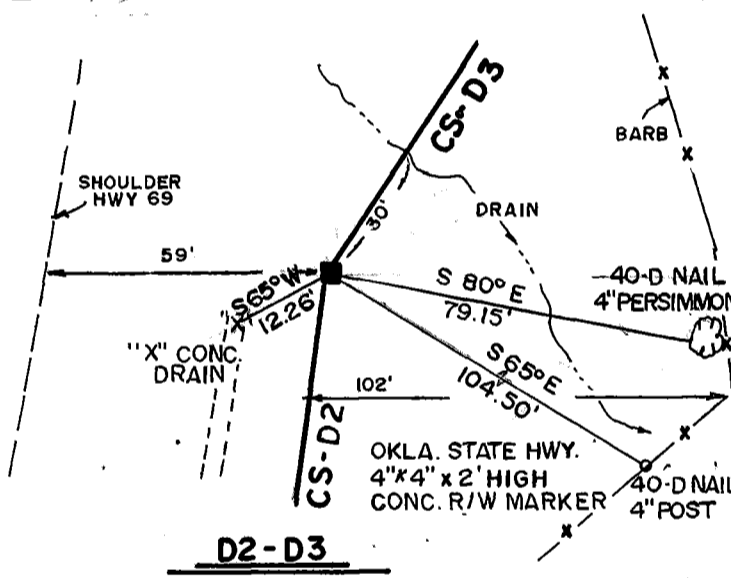 CS-D3
BARB
SHOULDER
HWY 69
30'
DRAIN
59'
S 65° W
12.26'
S 80° E
79.15'
40-D NAIL
4" PERSIMMON
"X" CONC.
DRAIN
S 65° E
104.50'
102'
CS-D2
OKLA. STATE HWY.
4"x4" x 2' HIGH
CONC. R/W MARKER
40-D NAIL
4" POST
D2-D3